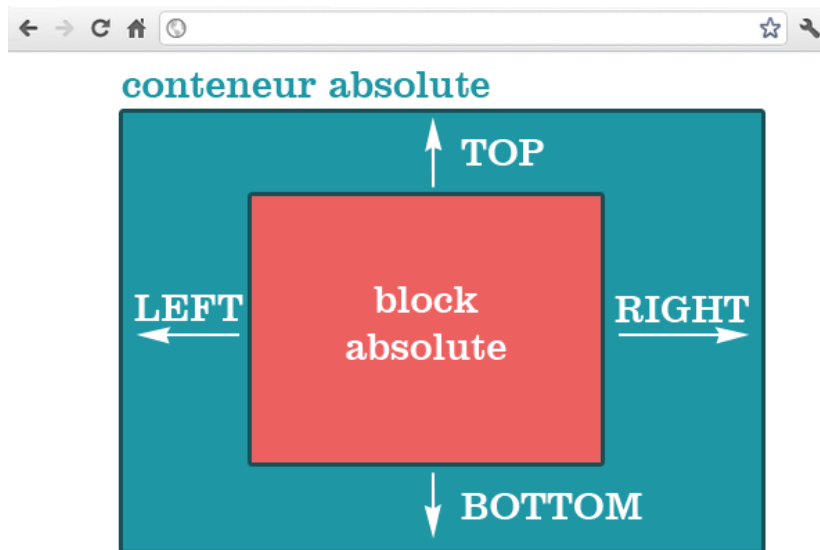 conteneur absolute
TOP
LEFT
block
absolute
RIGHT
BOTTOM